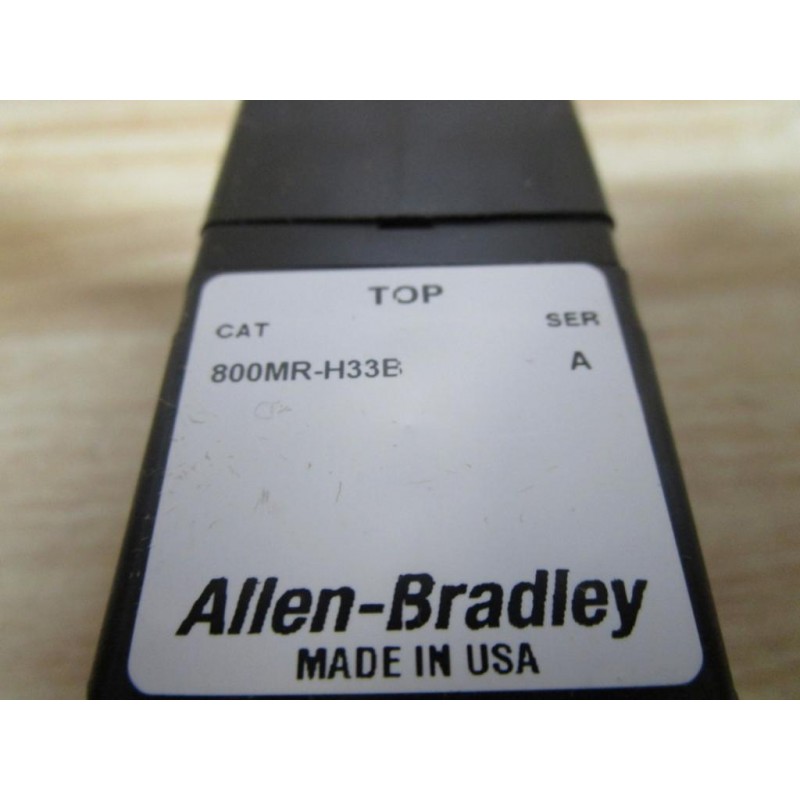 TOP
CAT SER
800MR-H33B A
Allen-Bradley
MADE IN USA